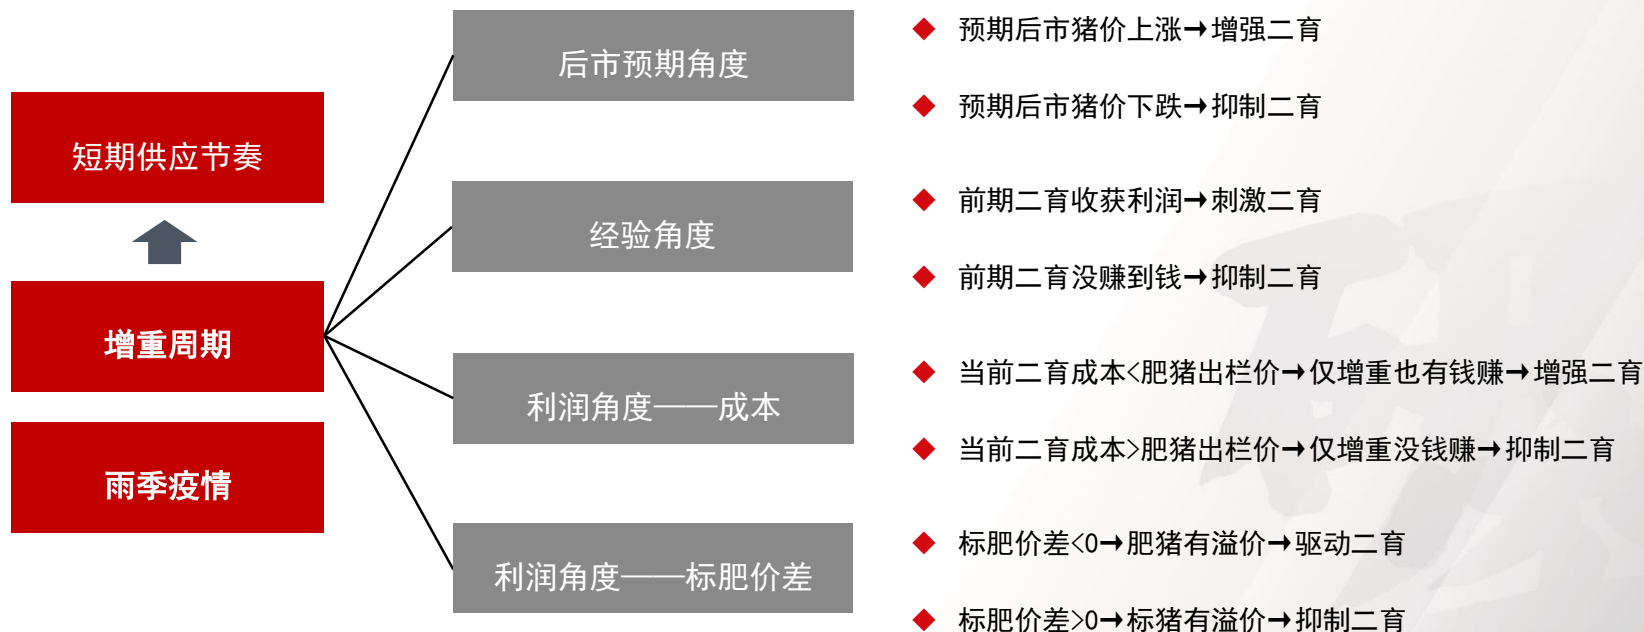 短期供应节奏
增重周期
雨季疫情
后市预期角度
预期后市猪价上涨→增强二育
预期后市猪价下跌→抑制二育
经验角度
前期二育收获利润→刺激二育
前期二育没赚到钱→抑制二育
利润角度——成本
当前二育成本<肥猪出栏价→仅增重也有钱赚→增强二育
当前二育成本>肥猪出栏价→仅增重没钱赚→抑制二育
利润角度——标肥价差
标肥价差<0→肥猪有溢价→驱动二育
标肥价差>0→标猪有溢价→抑制二育